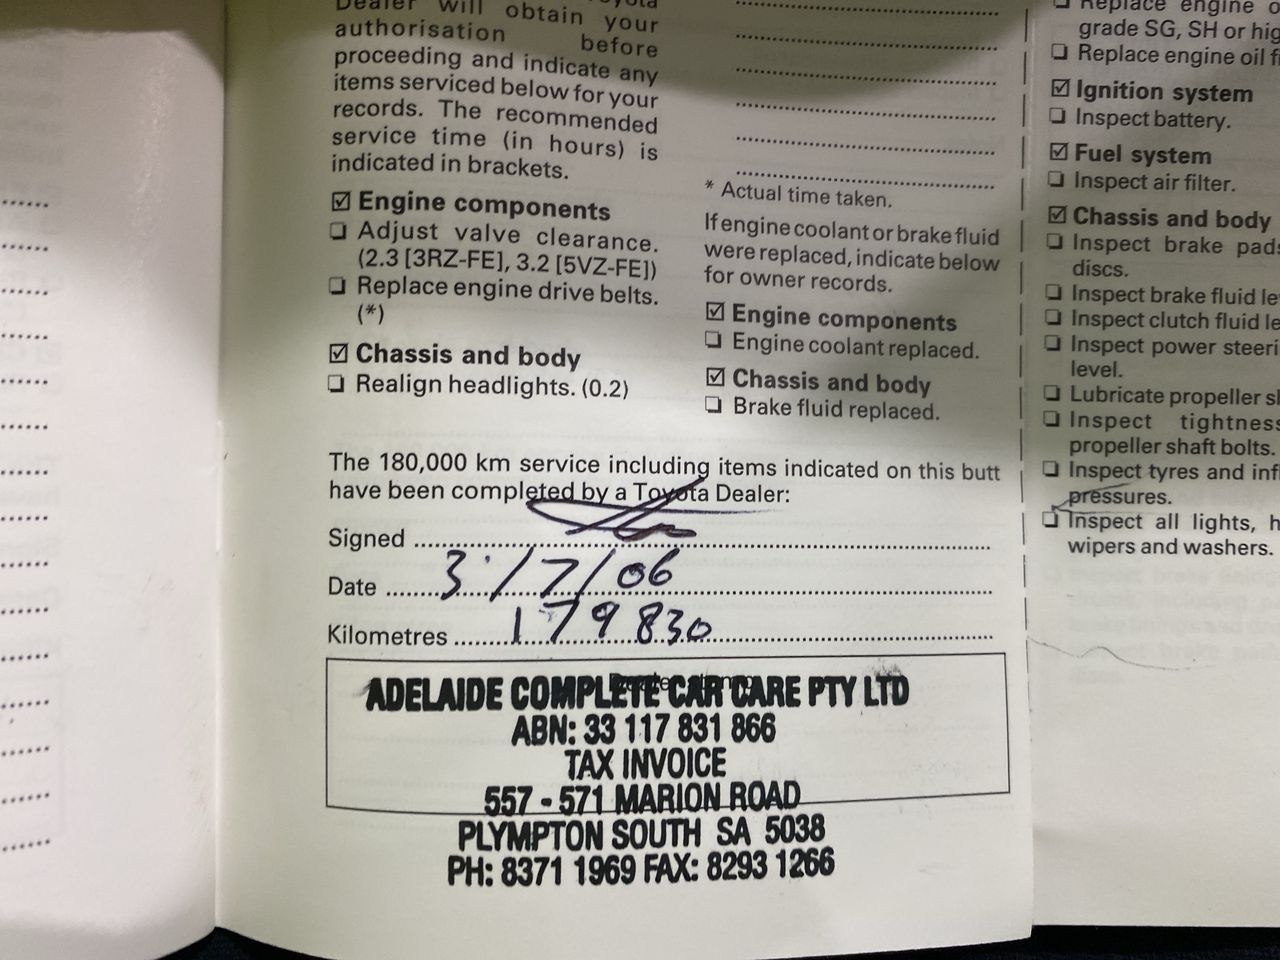 Dealer will obtain your
authorisation before
proceeding and indicate any
items serviced below for your
records. The recommended
service time (in hours) is
indicated in brackets.
☑ Engine components
❑ Adjust valve clearance.
(2.3 [3RZ-FE], 3.2 [5VZ-FE])
❑ Replace engine drive belts.
(*)
☑ Chassis and body
❑ Realign headlights. (0.2)
* Actual time taken.
If engine coolant or brake fluid
were replaced, indicate below
for owner records.
☑ Engine components
❑ Engine coolant replaced.
☑ Chassis and body
❑ Brake fluid replaced.
The 180,000 km service including items indicated on this butt
have been completed by a Toyota Dealer:
Signed
Date 3/7/06
Kilometres 179830
ADELAIDE COMPLETE CAR CARE PTY LTD
ABN: 33 117 831 866
TAX INVOICE
557 - 571 MARION ROAD
PLYMPTON SOUTH SA 5038
PH: 8371 1969 FAX: 8293 1266
❑ Replace engine
grade SG, SH or
❑ Replace engine oil
☑ Ignition system
❑ Inspect battery.
☑ Fuel system
❑ Inspect air filter.
☑ Chassis and body
❑ Inspect brake pads
discs.
❑ Inspect brake fluid
❑ Inspect clutch fluid
❑ Inspect power
level.
❑ Lubricate propeller
❑ Inspect tightness
propeller shaft bolts.
❑ Inspect tyres and
pressures.
❑ Inspect all lights,
wipers and washers.